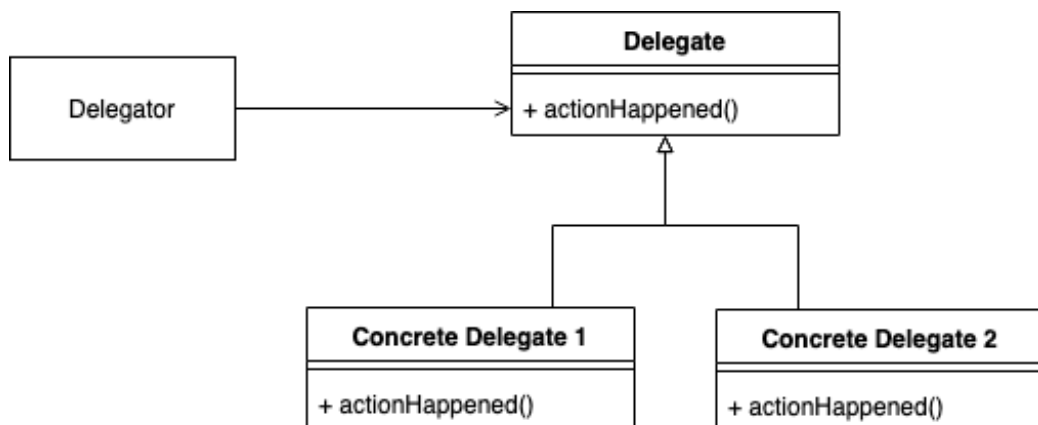 Delegate
Delegator
+ actionHappened()
Concrete Delegate 1
Concrete Delegate 2
+ actionHappened()
+ actionHappened()